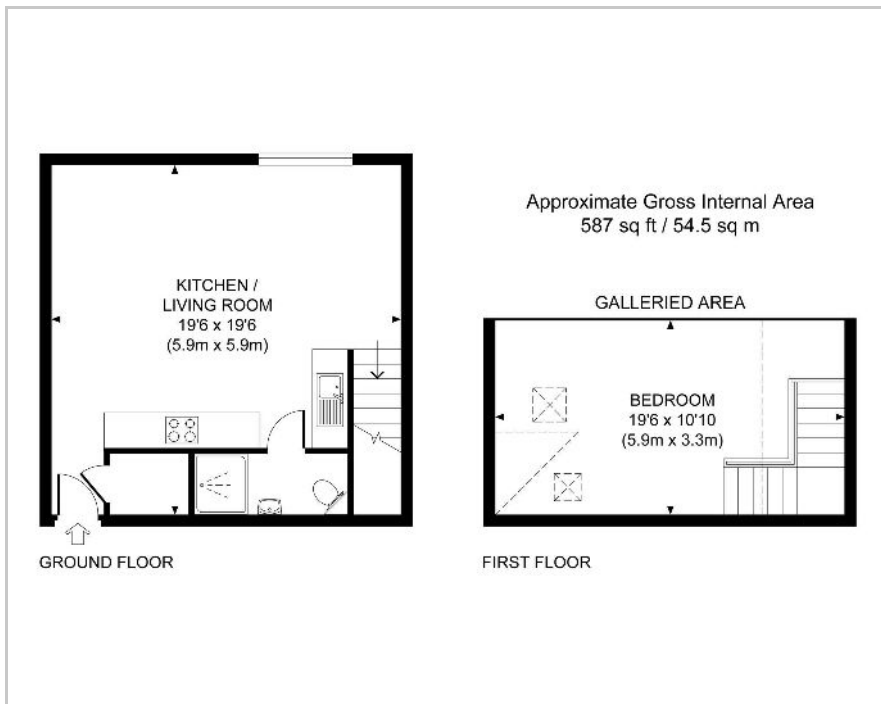 Approximate Gross Internal Area
587 sq ft / 54.5 sq m
KITCHEN /
LIVING ROOM
19'6 x 19'6
(5.9m x 5.9m)
GROUND FLOOR
GALLERIED AREA
BEDROOM
19'6 x 10'10
(5.9m x 3.3m)
FIRST FLOOR